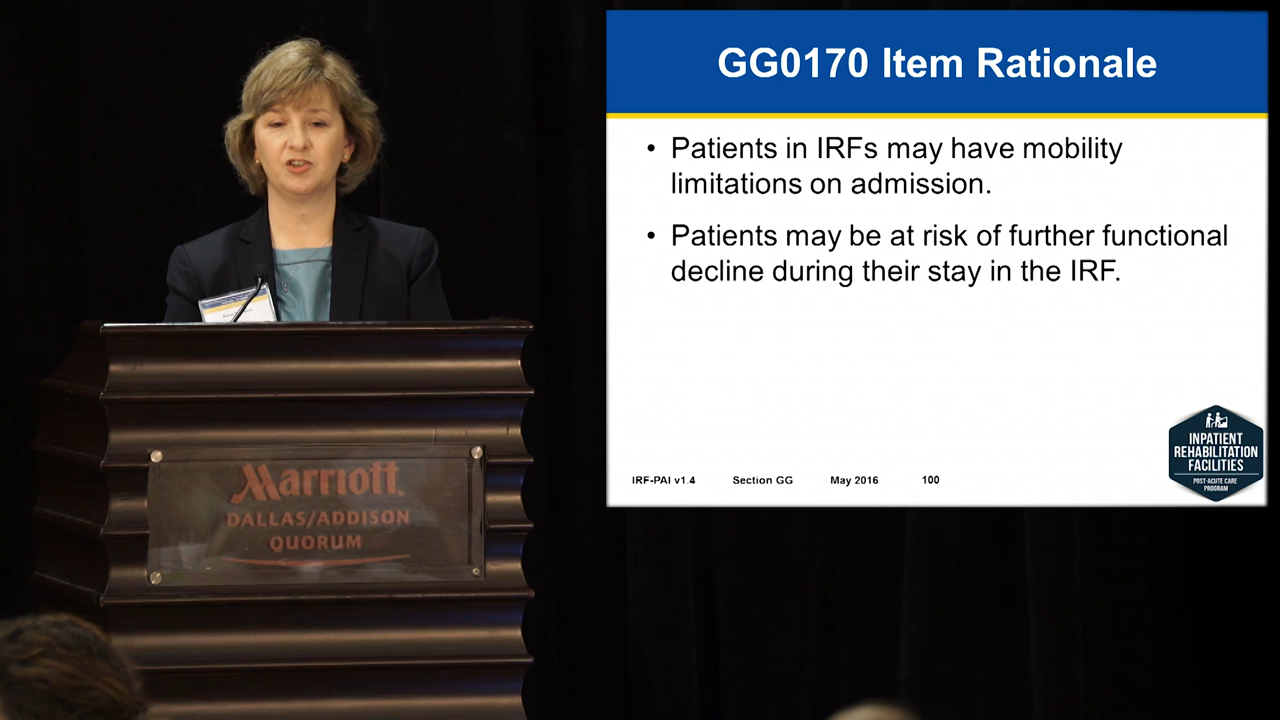 GG0170 Item Rationale
• Patients in IRFs may have mobility
limitations on admission.
• Patients may be at risk of further functional
decline during their stay in the IRF.
INPATIENT
REHABILITATION
FACILITIES
POST-ACUTE CARE
PROGRAM
IRF-PAI v1.4 Section GG May 2016 100
Marriott
DALLAS/ADDISON
QUORUM